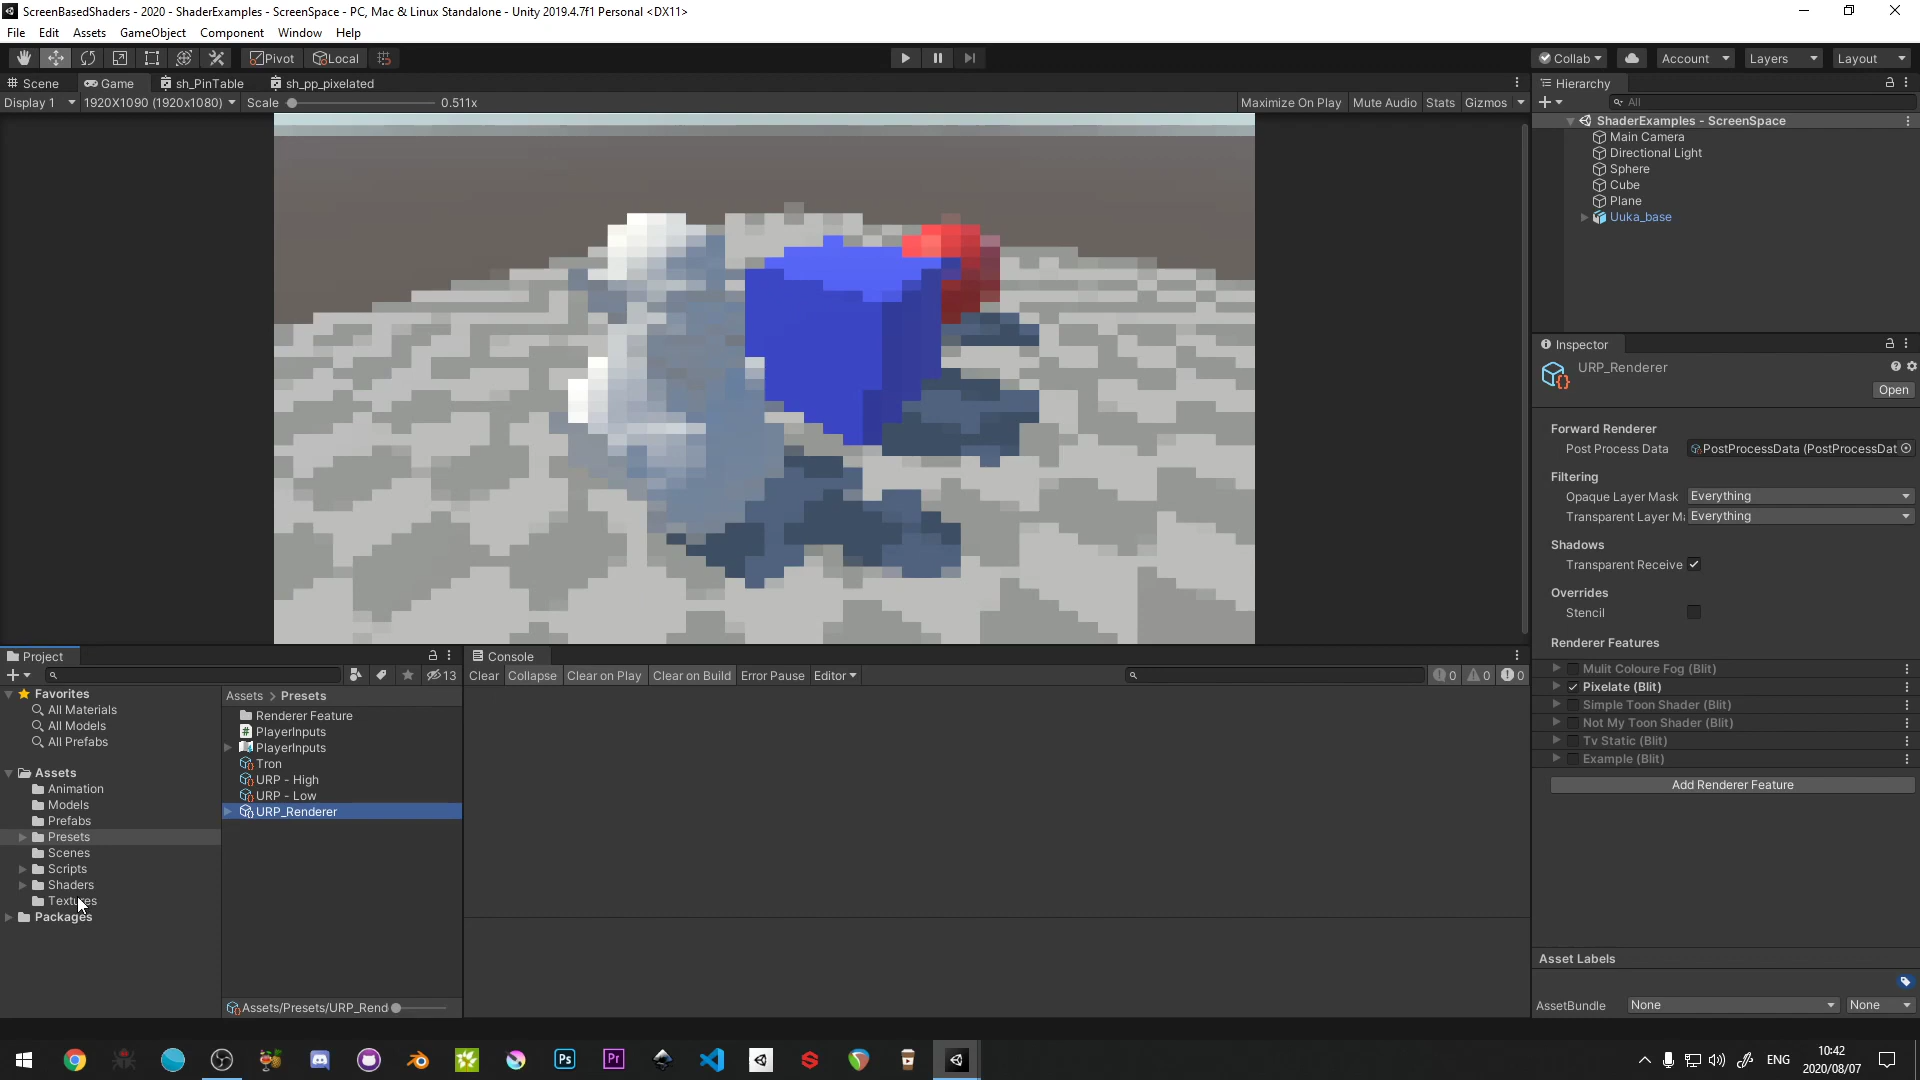 ScreenBasedShaders - 2020 - ShaderExamples - ScreenSpace - PC, Mac & Linux Standalone - Unity 2019.4.7f1 Personal <DX11>
File Edit Assets GameObject Component Window Help
Pivot Local Collab Account Layers Layout
Scene Game sh_PinTable sh_pp_pixelated
Display 1 1920X1090 (1920x1080) Scale 0.511x Maximize On Play Mute Audio Stats Gizmos
Hierarchy
All
ShaderExamples - ScreenSpace
Main Camera
Directional Light
Sphere
Cube
Plane
Uuka_base
Inspector
URP_Renderer
Open
Forward Renderer
Post Process Data PostProcessData (PostProcessDat
Filtering
Opaque Layer Mask Everything
Transparent Layer M Everything
Shadows
Transparent Receive
Overrides
Stencil
Renderer Features
Mulit Coloure Fog (Blit)
Pixelate (Blit)
Simple Toon Shader (Blit)
Not My Toon Shader (Blit)
Tv Static (Blit)
Example (Blit)
Add Renderer Feature
Asset Labels
AssetBundle None None
Project
13
Favorites
All Materials
All Models
All Prefabs
Assets
Animation
Models
Prefabs
Presets
Scenes
Scripts
Shaders
Textures
Packages
Assets > Presets
Renderer Feature
PlayerInputs
PlayerInputs
Tron
URP - High
URP - Low
URP_Renderer
Assets/Presets/URP_Rend
Console
Clear Collapse Clear on Play Clear on Build Error Pause Editor 0 0 0
Ps Pr
ENG
10:42
2020/08/07